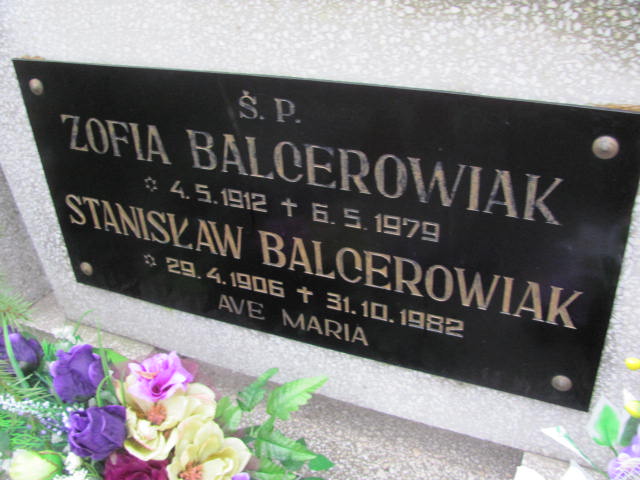 Ś. P.
ZOFIA BALCEROWIAK
* 4.5.1912 † 6.5.1979
STANISŁAW BALCEROWIAK
* 29.4.1906 † 31.10.1982
AVE MARIA